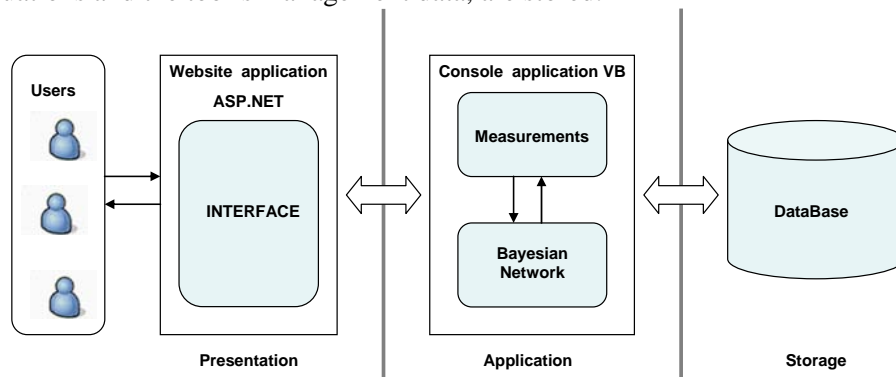 Users
Website application
ASP.NET
INTERFACE
Console application VB
Measurements
Bayesian
Network
DataBase
Presentation
Application
Storage